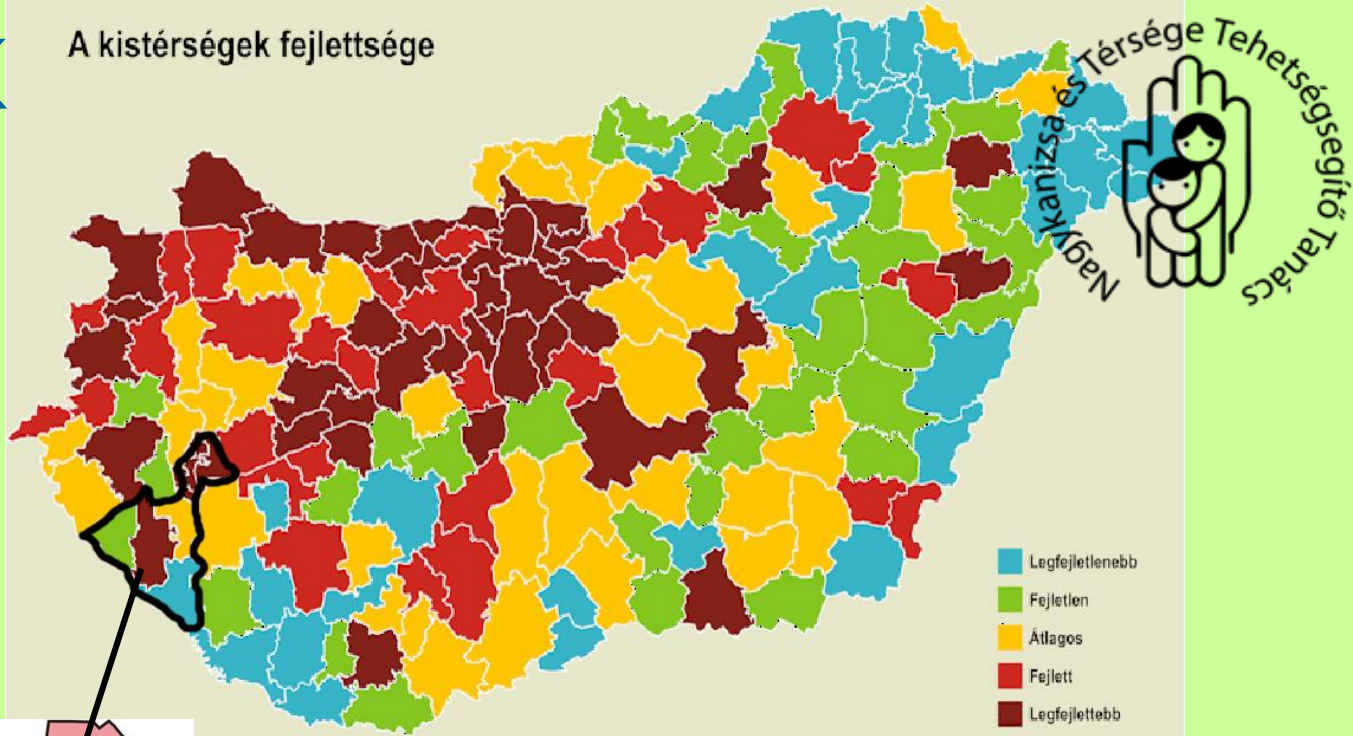 A kistérségek fejlettsége
Nagykanizsa és Térsége Tehetségsegítő Tanács
Legfejletlenebb
Fejletlen
Átlagos
Fejlett
Legfejlettebb